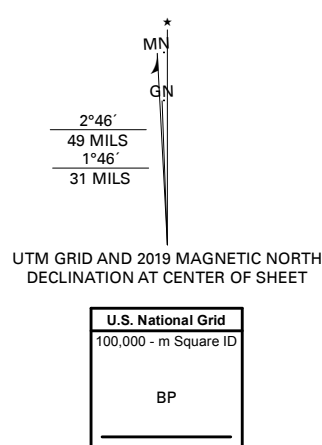 ★
MN
GN
2°46´
49 MILS
1°46´
31 MILS
UTM GRID AND 2019 MAGNETIC NORTH
DECLINATION AT CENTER OF SHEET
U.S. National Grid
100,000 - m Square ID
BP